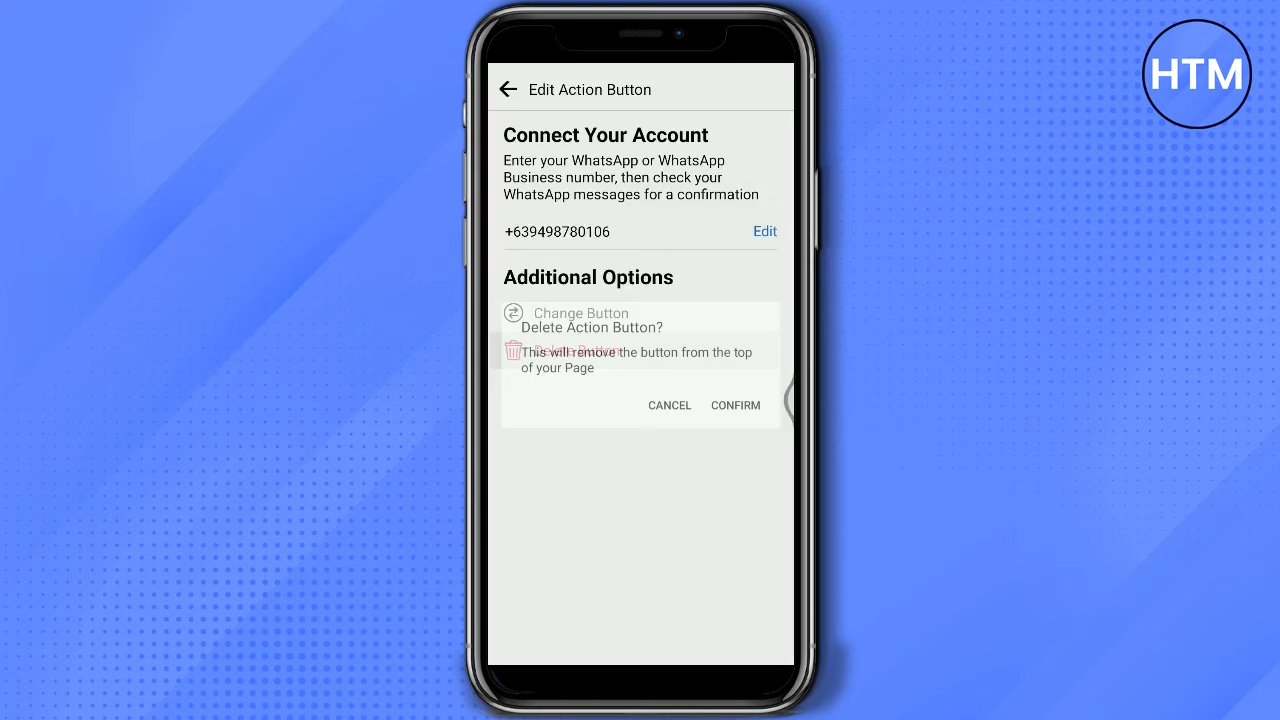 HTM
Edit Action Button
Connect Your Account
Enter your WhatsApp or WhatsApp
Business number, then check your
WhatsApp messages for a confirmation
+639498780106
Edit
Additional Options
Change Button
Delete Action Button?
Delete Button
This will remove the button from the top
of your Page
CANCEL
CONFIRM